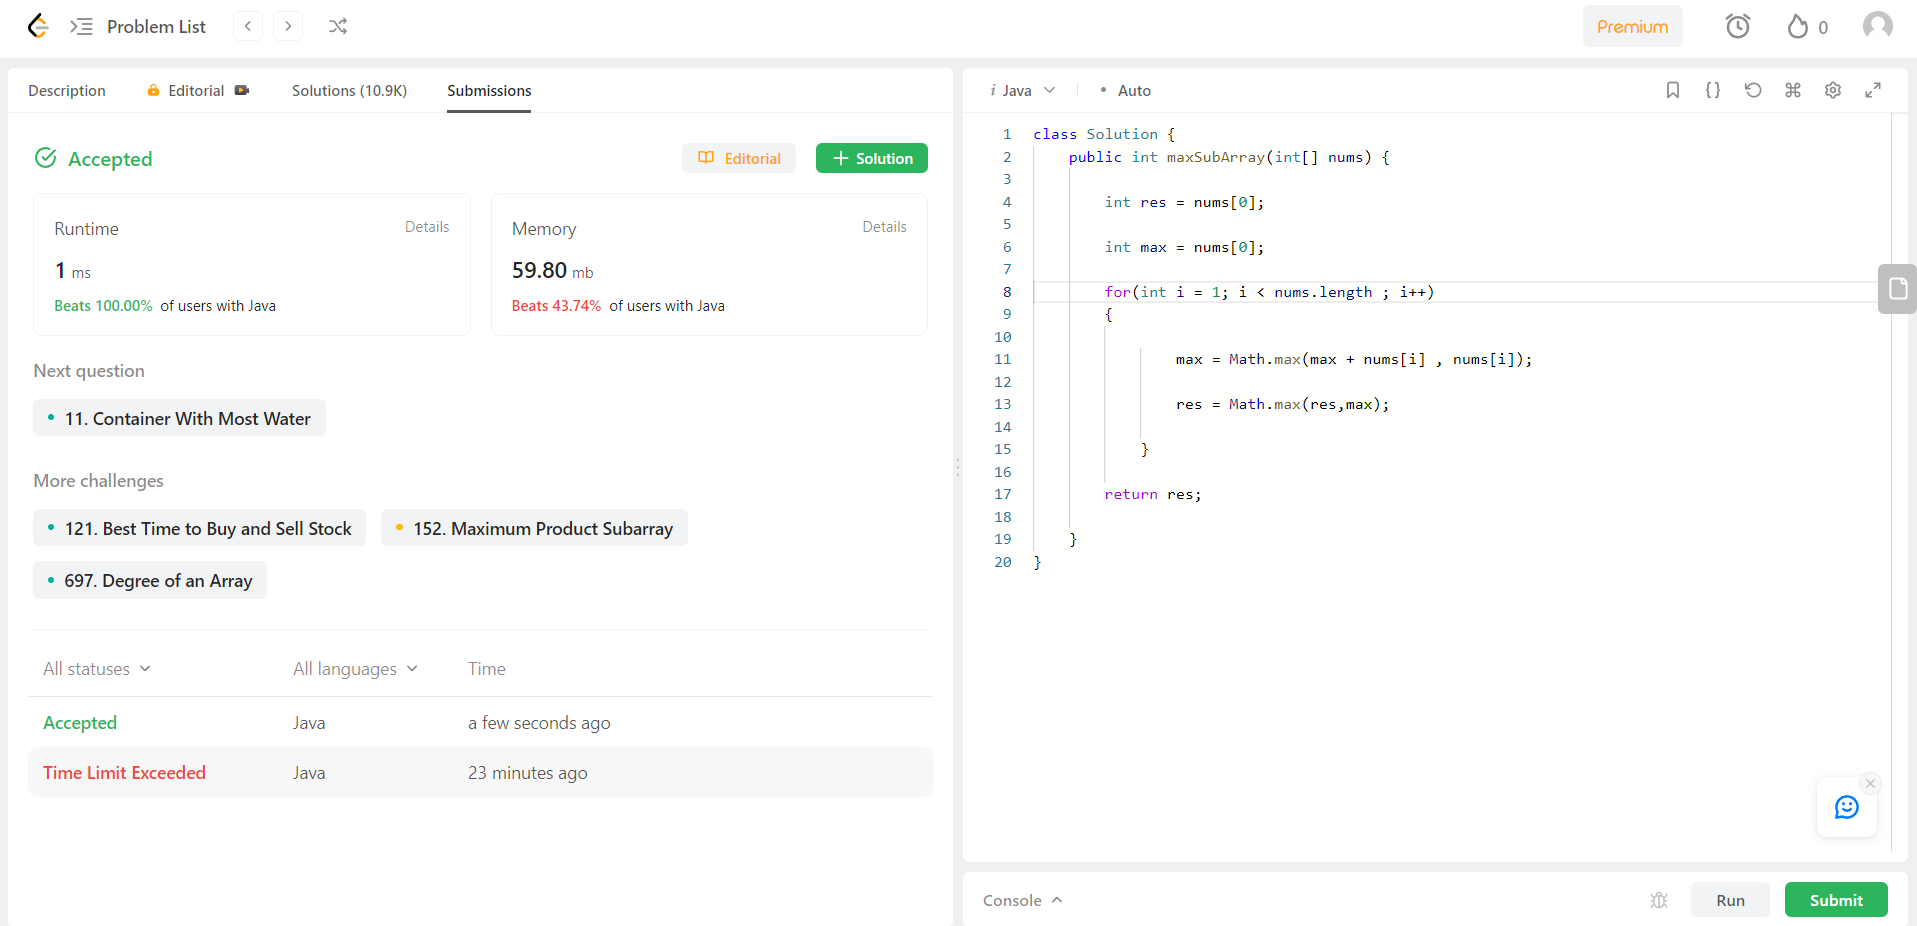 Problem List
Premium
0
Description
Editorial
Solutions (10.9K)
Submissions
Accepted
Editorial
Solution
Runtime
Details
1 ms
Beats 100.00% of users with Java
Memory
Details
59.80 mb
Beats 43.74% of users with Java
Next question
11. Container With Most Water
More challenges
121. Best Time to Buy and Sell Stock
152. Maximum Product Subarray
697. Degree of an Array
All statuses
All languages
Time
Accepted
Java
a few seconds ago
Time Limit Exceeded
Java
23 minutes ago
i Java
Auto
1 class Solution {
2 public int maxSubArray(int[] nums) {
3
4 int res = nums[0];
5
6 int max = nums[0];
7
8 for(int i = 1; i < nums.length ; i++)
9 {
10
11 max = Math.max(max + nums[i] , nums[i]);
12
13 res = Math.max(res,max);
14
15 }
16
17 return res;
18
19 }
20 }
Console
Run
Submit